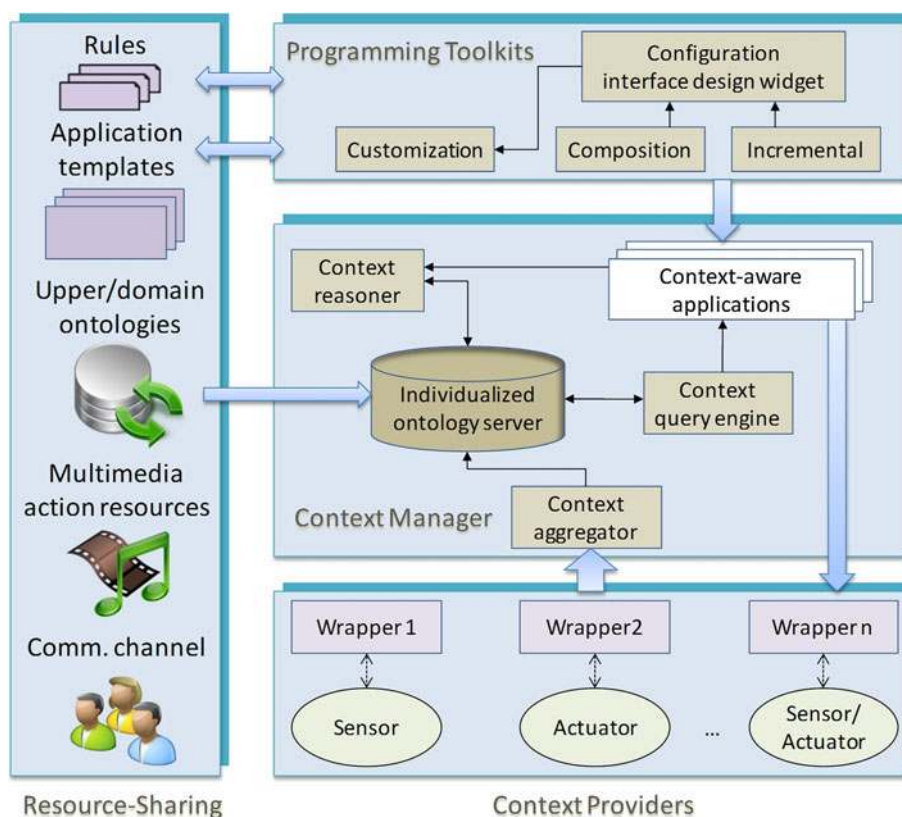 Rules
Application
templates
Upper/domain
ontologies
Multimedia
action resources
Comm. channel
Resource-Sharing
Programming Toolkits
Configuration
interface design widget
Customization
Composition
Incremental
Context
reasoner
Context-aware
applications
Individualized
ontology server
Context
query engine
Context Manager
Context
aggregator
Wrapper 1
Wrapper2
Wrapper n
Sensor
Actuator
...
Sensor/
Actuator
Context Providers